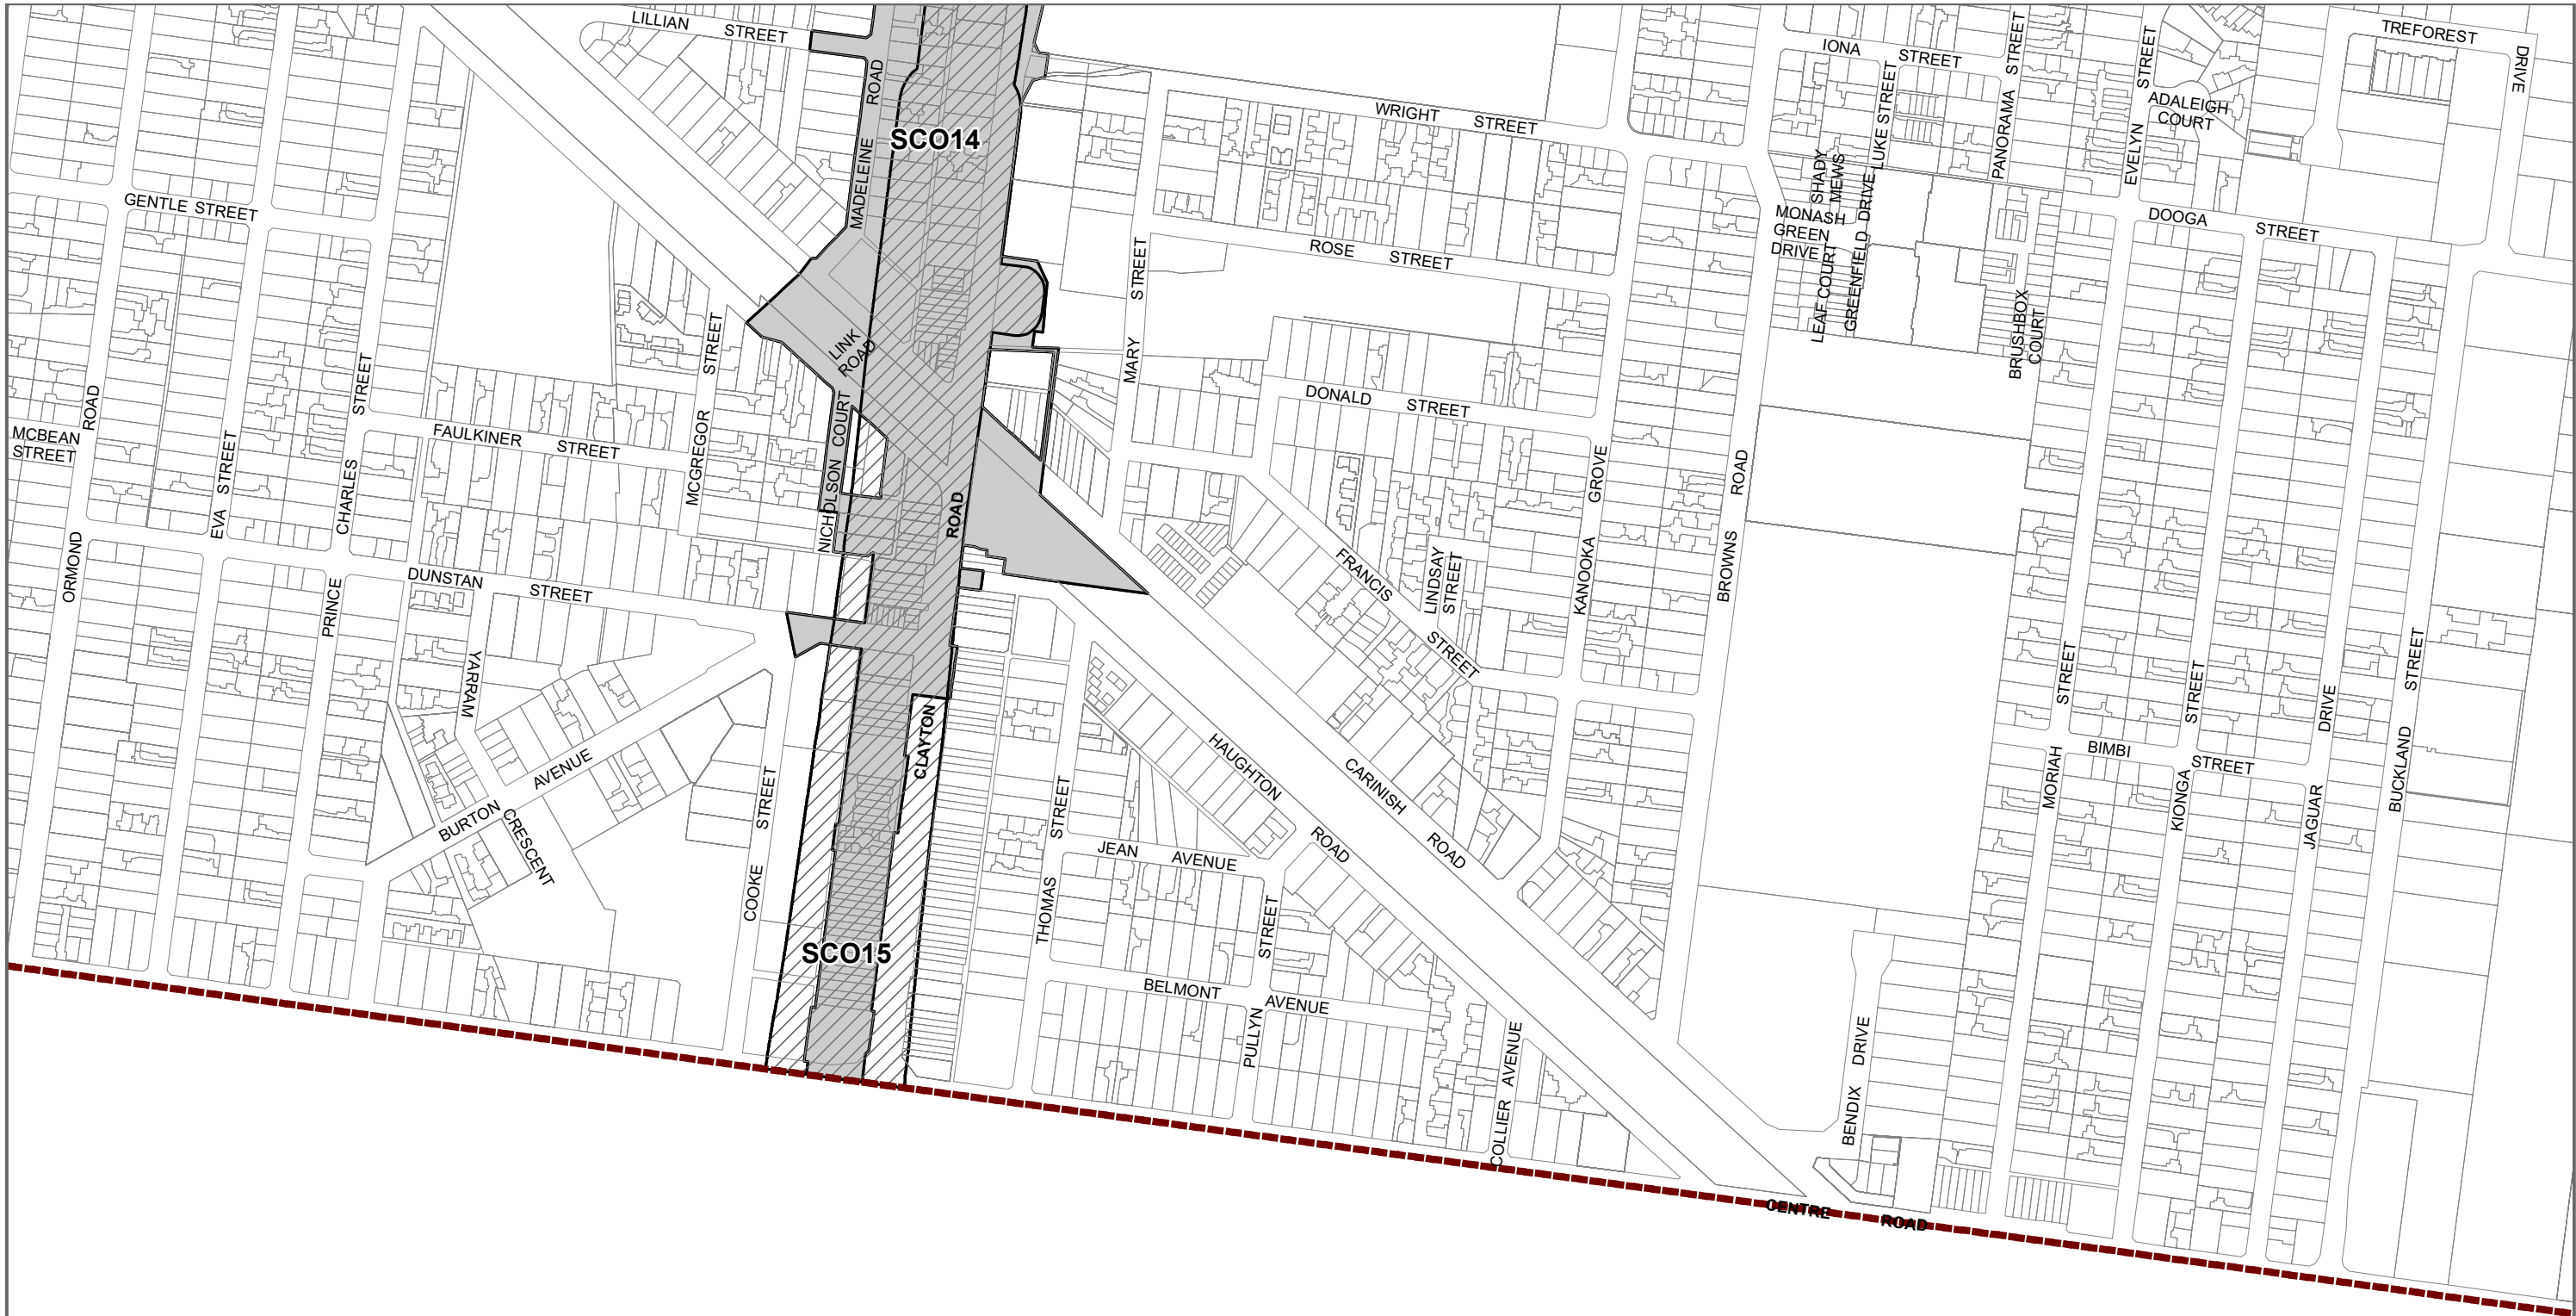 LILLIAN STREET
TREFOREST
DRIVE
IONA STREET
PANORAMA STREET
EVELYN STREET
ADALEIGH
COURT
MADELEINE ROAD
SCO14
WRIGHT STREET
LUKE STREET
SHADY
LEAF COURT
MEWS
GREENFIELD DRIVE
MONASH
GREEN
DRIVE
GENTLE STREET
DOOGA STREET
ROSE STREET
MARY STREET
LINK
ROAD
BRUSHBOX
COURT
MCGREGOR STREET
CHARLES STREET
DONALD STREET
MCBEAN
STREET
ORMOND ROAD
EVA STREET
FAULKINER STREET
NICHOLSON COURT
CLAYTON ROAD
KANOOKA GROVE
BROWNS ROAD
FRANCIS STREET
LINDSAY
STREET
DUNSTAN STREET
PRINCE
YARRAM CRESCENT
BURTON AVENUE
COOKE STREET
HAUGHTON ROAD
CARINISH ROAD
MORIAH STREET
KIONGA STREET
JAGUAR DRIVE
BUCKLAND STREET
BIMBI STREET
THOMAS STREET
JEAN AVENUE
SCO15
BELMONT AVENUE
PULLYN STREET
COLLIER AVENUE
BENDIX DRIVE
CENTRE ROAD